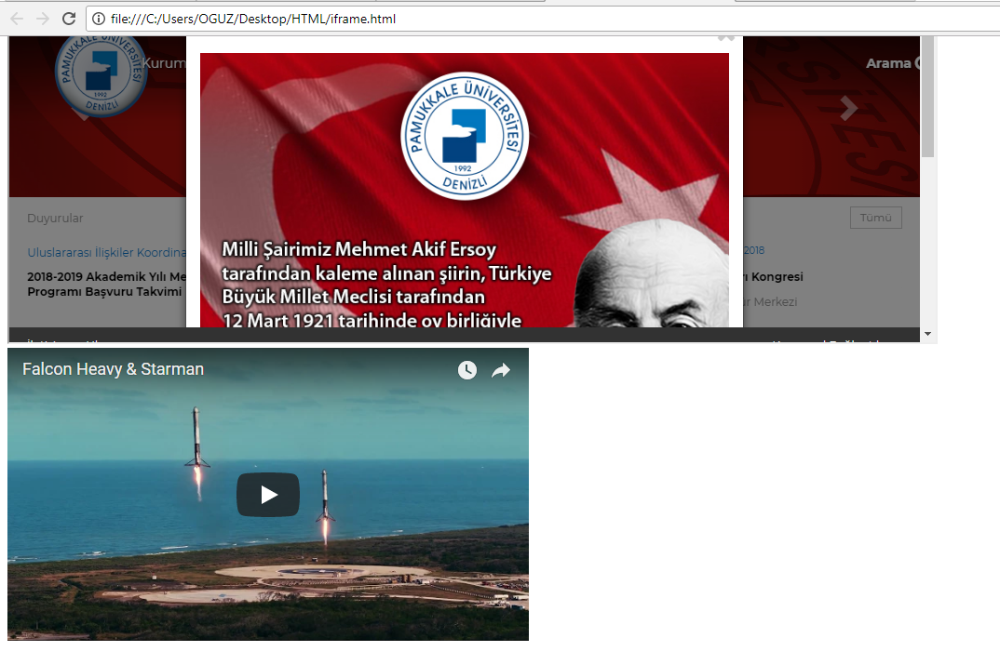 file:///C:/Users/OGUZ/Desktop/HTML/iframe.html
PAMUKKALE ÜNİVERSİTESİ
1992
DENİZLİ
Kurum
Arama
PAMUKKALE ÜNİVERSİTESİ
1992
DENİZLİ
Milli Şairimiz Mehmet Akif Ersoy
tarafından kaleme alınan şiirin, Türkiye
Büyük Millet Meclisi tarafından
12 Mart 1921 tarihinde oy birliğiyle
Duyurular
Tümü
Uluslararası İlişkiler Koordina
2018
2018-2019 Akademik Yılı Me
Programı Başvuru Takvimi
Kongresi
Merkezi
Falcon Heavy & Starman